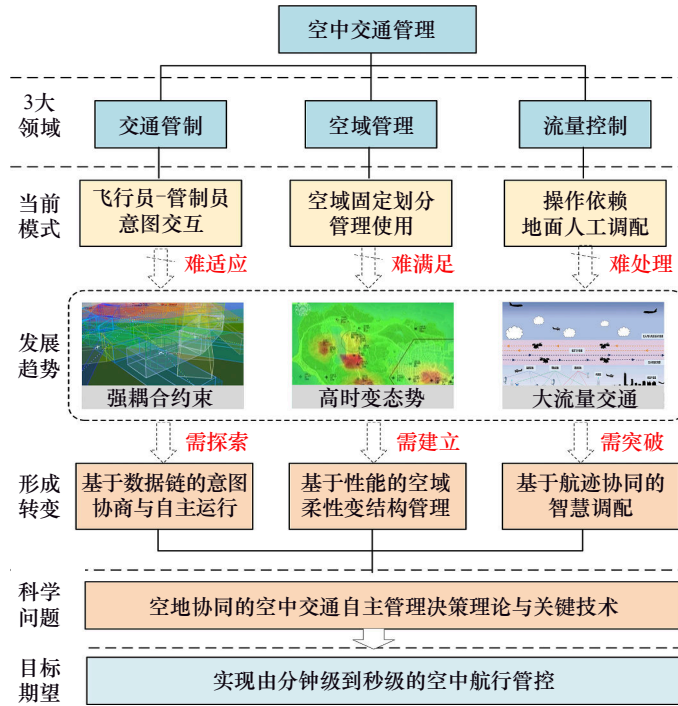 空中交通管理
3大
领域
交通管制
空域管理
流量控制
当前
模式
飞行员-管制员
意图交互
空域固定划分
管理使用
操作依赖
地面人工调配
难适应
难满足
难处理
发展
趋势
强耦合约束
高时变态势
大流量交通
需探索
需建立
需突破
形成
转变
基于数据链的意图
协商与自主运行
基于性能的空域
柔性变结构管理
基于航迹协同的
智慧调配
科学
问题
空地协同的空中交通自主管理决策理论与关键技术
目标
期望
实现由分钟级到秒级的空中航行管控